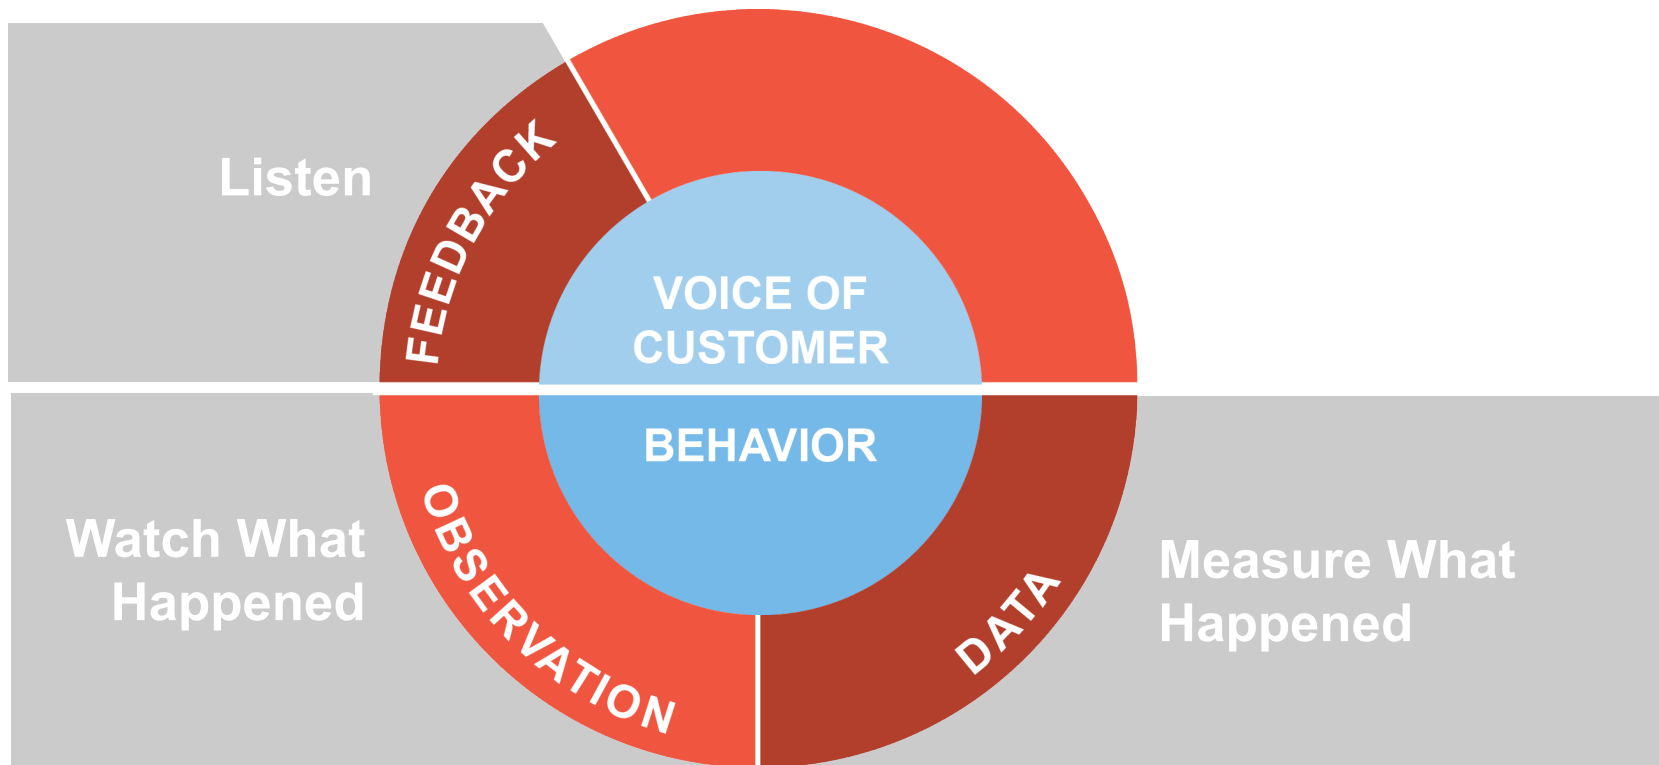 Listen
FEEDBACK
VOICE OF
CUSTOMER
BEHAVIOR
OBSERVATION
DATA
Watch What
Happened
Measure What
Happened